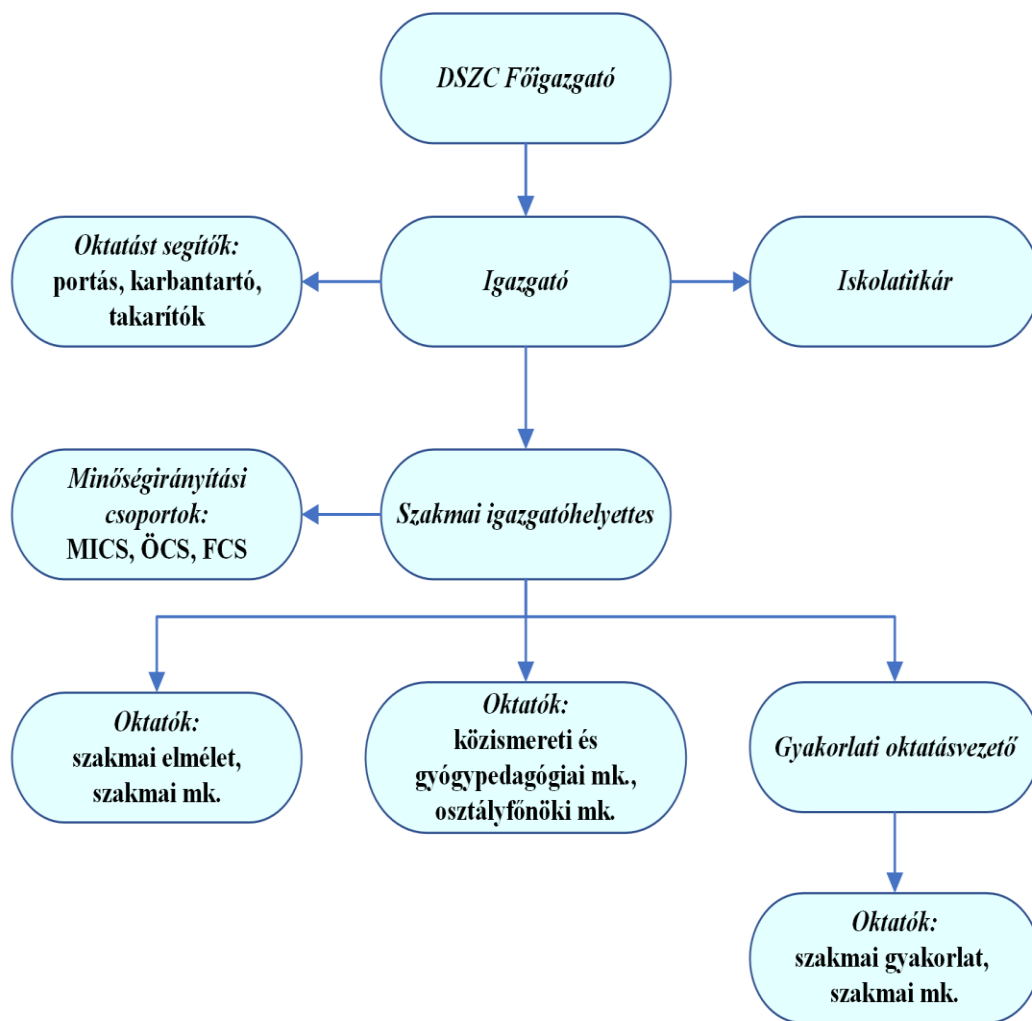 DSZC Főigazgató
Oktatást segítők:
portás, karbantartó,
takarítók
Igazgató
Iskolatitkár
Minőségirányítási
csoportok:
MICS, ÖCS, FCS
Szakmai igazgatóhelyettes
Oktatók:
szakmai elmélet,
szakmai mk.
Oktatók:
közismereti és
gyógypedagógiai mk.,
osztályfőnöki mk.
Gyakorlati oktatásvezető
Oktatók:
szakmai gyakorlat,
szakmai mk.